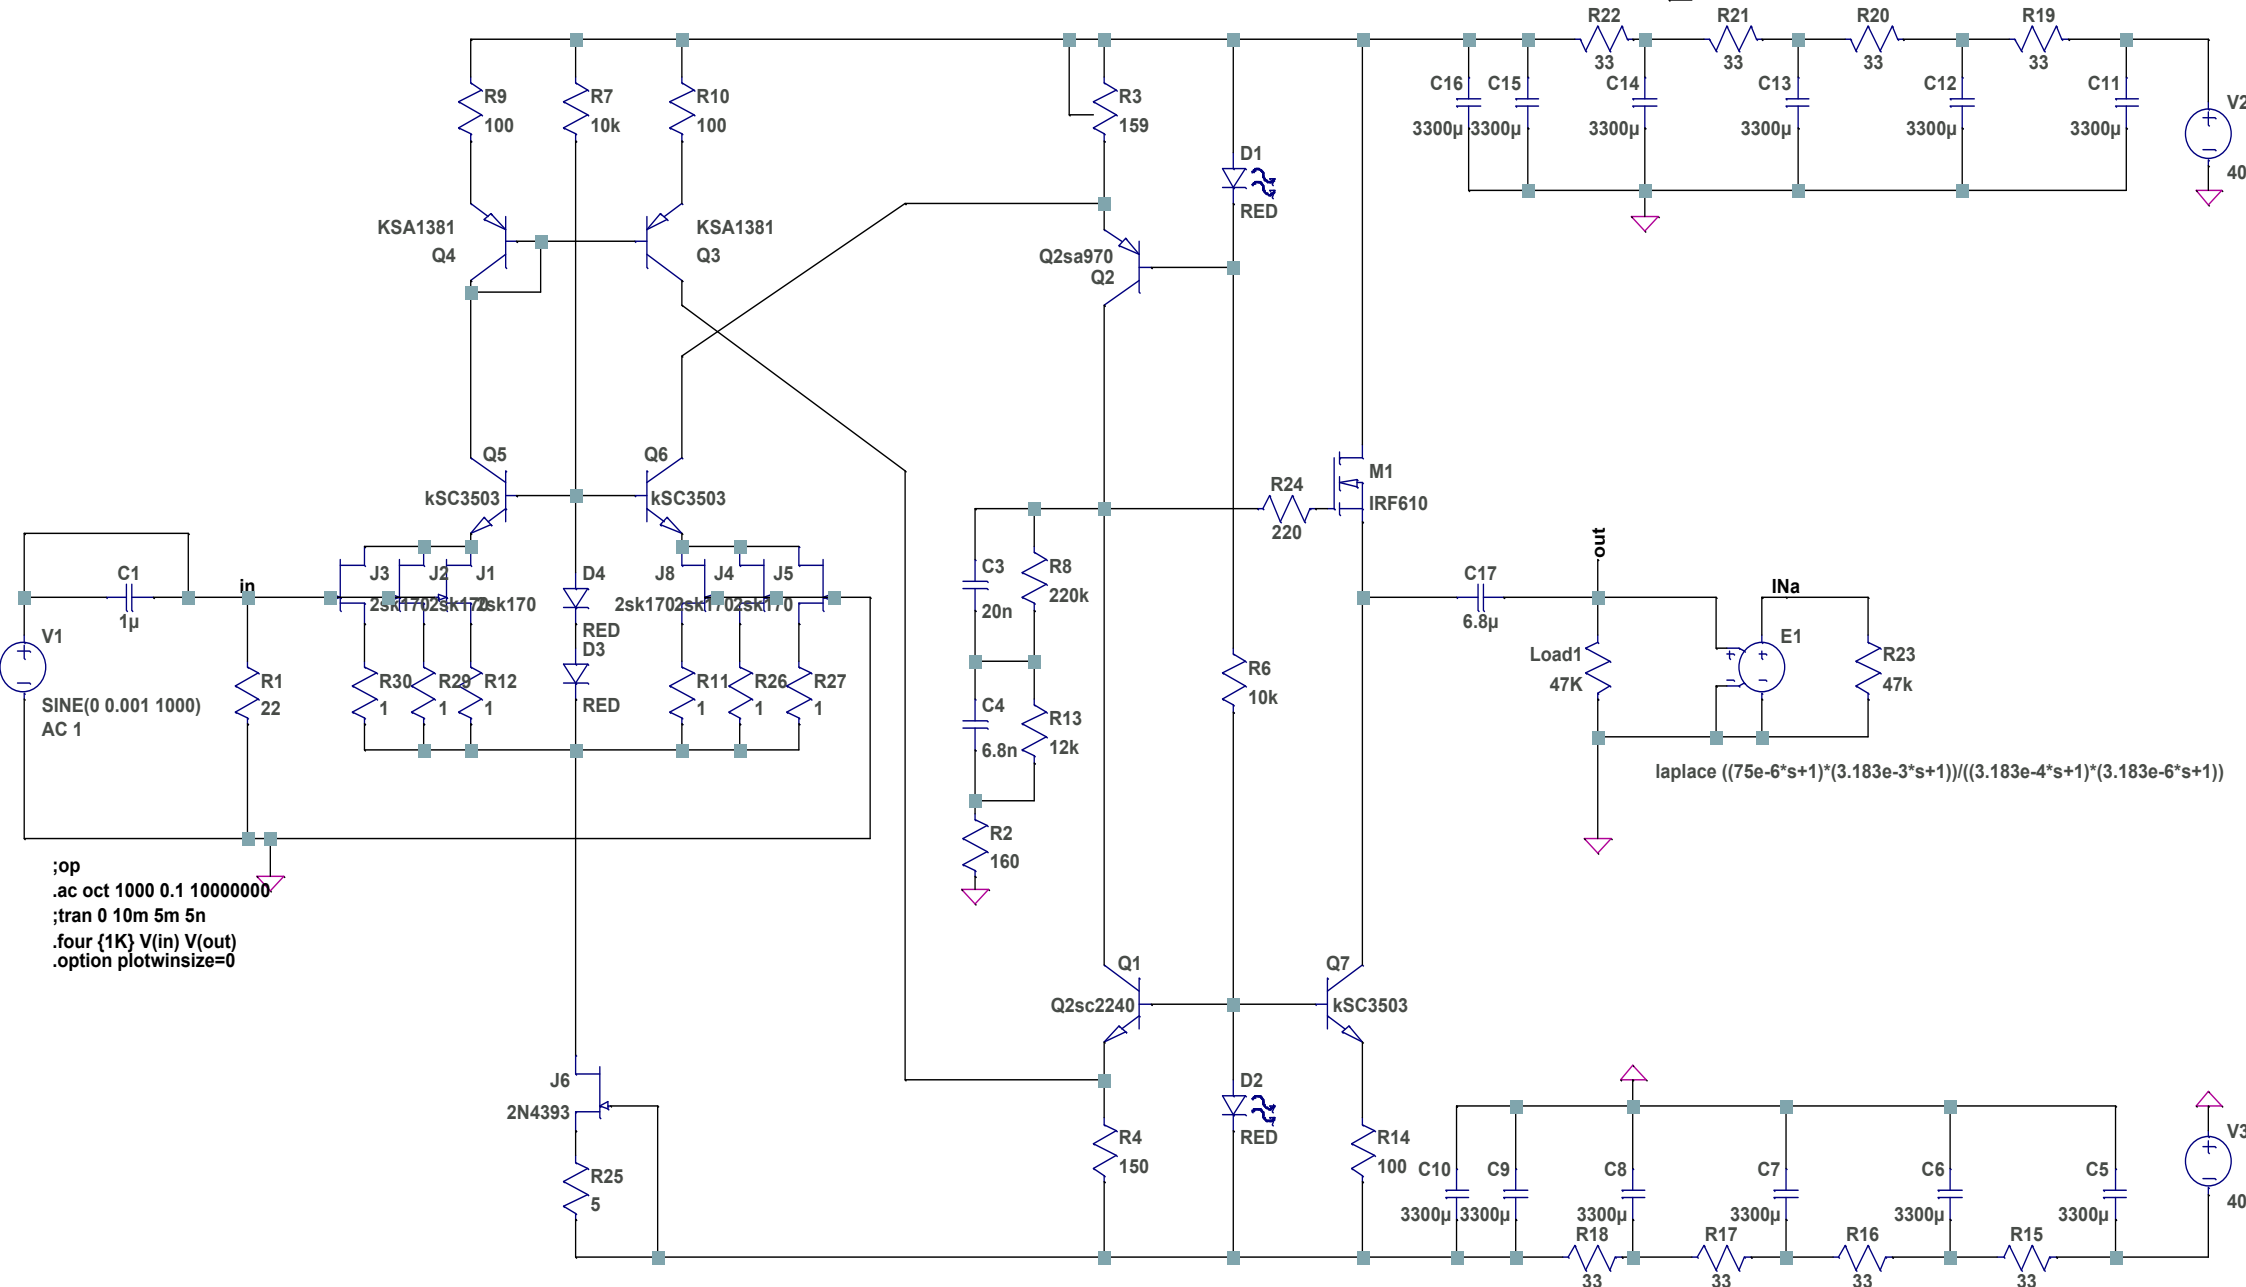 R22
33
R21
33
R20
33
R19
33
C16
3300µ
C15
3300µ
C14
3300µ
C13
3300µ
C12
3300µ
C11
3300µ
V2
40
R9
100
R7
10k
R10
100
R3
159
D1
RED
KSA1381
Q4
KSA1381
Q3
Q2sa970
Q2
Q5
kSC3503
Q6
kSC3503
R24
220
M1
IRF610
C1
1µ
in
J3
2sk170
J2
2sk170
J1
2sk170
D4
RED
D3
RED
J8
2sk170
J4
2sk170
J5
2sk170
C3
20n
R8
220k
C17
6.8µ
out
INa
V1
SINE(0 0.001 1000)
AC 1
R1
22
R30
1
R29
1
R12
1
R11
1
R26
1
R27
1
C4
6.8n
R13
12k
R6
10k
Load1
47K
E1
R23
47k
laplace ((75e-6*s+1)*(3.183e-3*s+1))/((3.183e-4*s+1)*(3.183e-6*s+1))
R2
160
;op
.ac oct 1000 0.1 10000000
;tran 0 10m 5m 5n
.four {1K} V(in) V(out)
.option plotwinsize=0
Q1
Q2sc2240
Q7
kSC3503
J6
2N4393
D2
RED
R25
5
R4
150
R14
100
C10
3300µ
C9
3300µ
C8
3300µ
C7
3300µ
C6
3300µ
C5
3300µ
V3
40
R18
33
R17
33
R16
33
R15
33